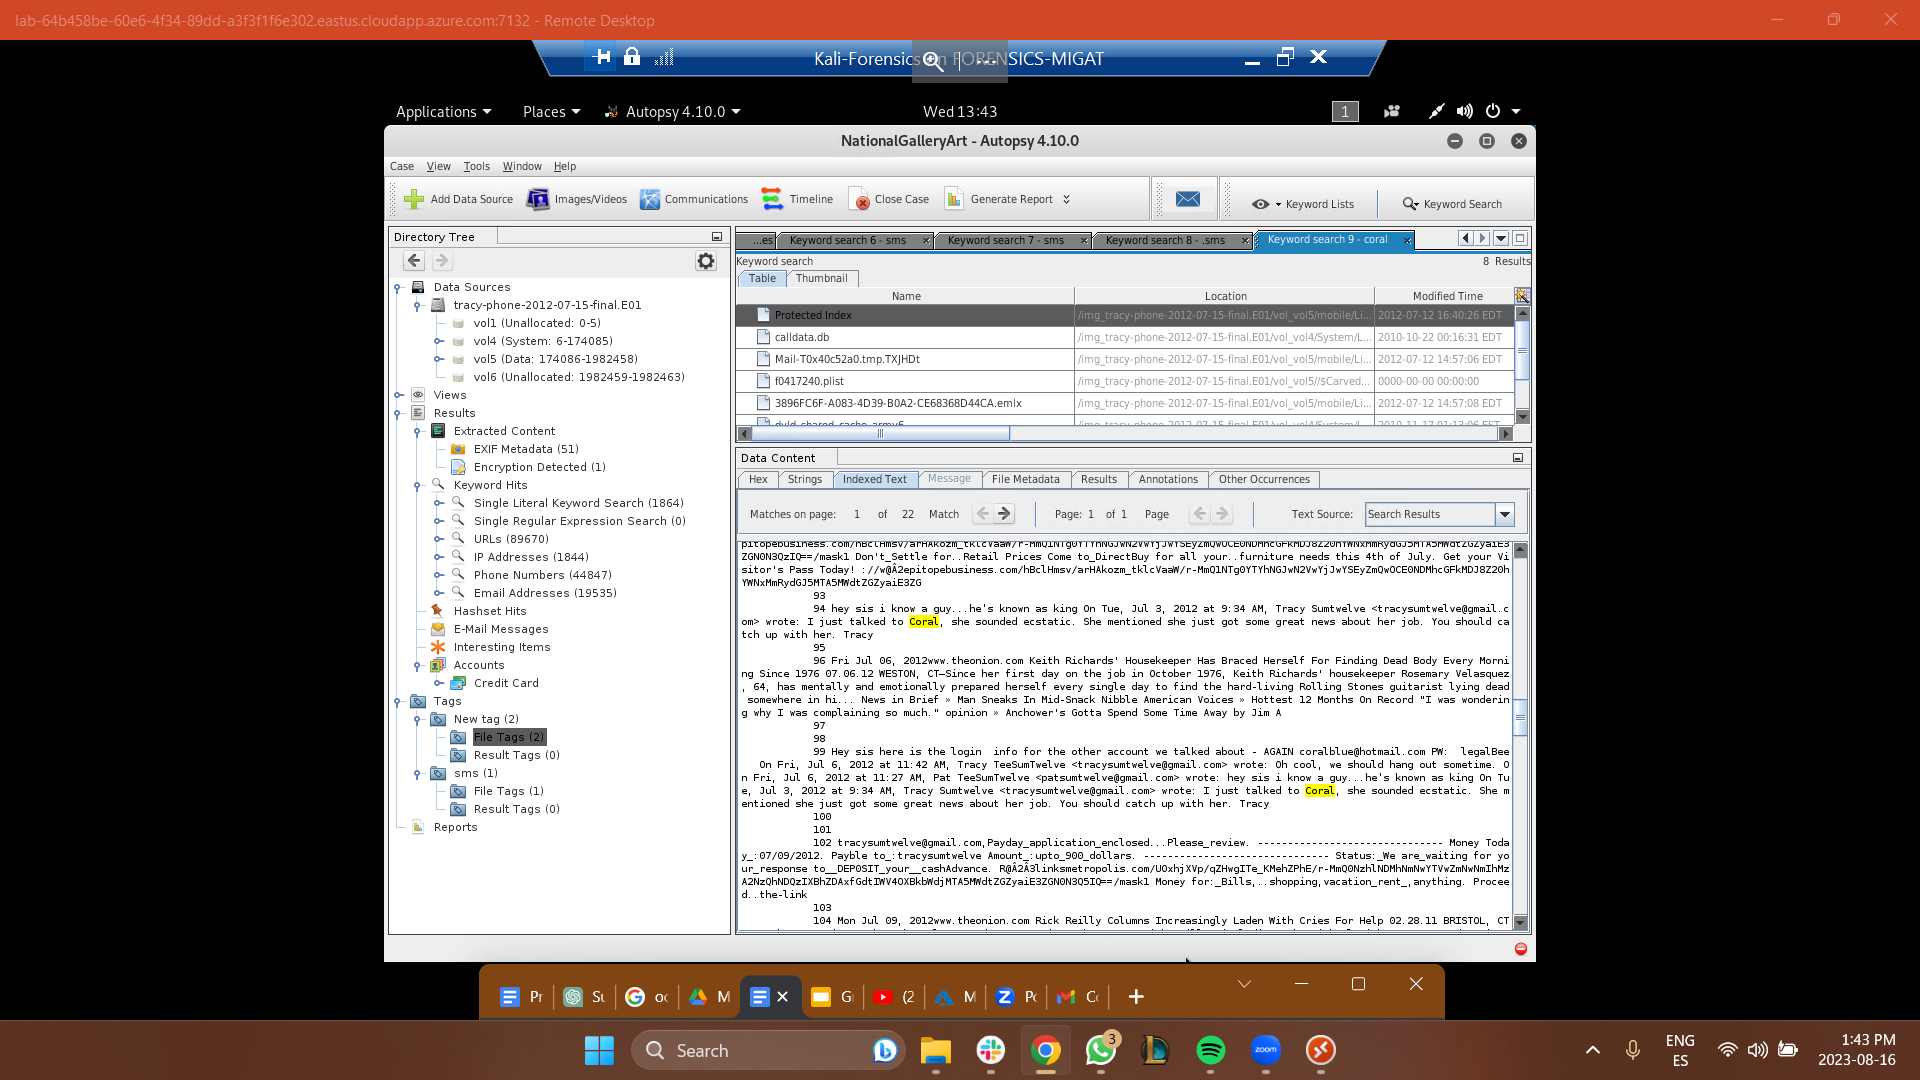 lab-64b458be-60e6-4f34-89dd-a3f3f1f6e302.eastus.cloudapp.azure.com:7132 - Remote Desktop
Kali-Forensics on FORENSICS-MIGAT
Applications Places Autopsy 4.10.0 Wed 13:43 1
NationalGalleryArt - Autopsy 4.10.0
Case View Tools Window Help
Add Data Source Images/Videos Communications Timeline Close Case Generate Report Keyword Lists Keyword Search
Directory Tree
Data Sources
tracy-phone-2012-07-15-final.E01
vol1 (Unallocated: 0-5)
vol4 (System: 6-174085)
vol5 (Data: 174086-1982458)
vol6 (Unallocated: 1982459-1982463)
Views
Results
Extracted Content
EXIF Metadata (51)
Encryption Detected (1)
Keyword Hits
Single Literal Keyword Search (1864)
Single Regular Expression Search (0)
URLs (89670)
IP Addresses (1844)
Phone Numbers (44847)
Email Addresses (19535)
Hashset Hits
E-Mail Messages
Interesting Items
Accounts
Credit Card
Tags
New tag (2)
File Tags (2)
Result Tags (0)
sms (1)
File Tags (1)
Result Tags (0)
Reports
...es Keyword search 6 - sms Keyword search 7 - sms Keyword search 8 - .sms Keyword search 9 - coral
Keyword search 8 Results
Table Thumbnail
Name Location Modified Time
Protected Index /img_tracy-phone-2012-07-15-final.E01/vol_vol5/mobile/Li... 2012-07-12 16:40:26 EDT
calldata.db /img_tracy-phone-2012-07-15-final.E01/vol_vol4/System/L... 2010-10-22 00:16:31 EDT
Mail-T0x40c52a0.tmp.TXJHDt /img_tracy-phone-2012-07-15-final.E01/vol_vol5/mobile/Li... 2012-07-12 14:57:06 EDT
f0417240.plist /img_tracy-phone-2012-07-15-final.E01/vol_vol5//$Carved... 0000-00-00 00:00:00
3896FC6F-A083-4D39-B0A2-CE68368D44CA.emlx /img_tracy-phone-2012-07-15-final.E01/vol_vol5/mobile/Li... 2012-07-12 14:57:08 EDT
Data Content
Hex Strings Indexed Text Message File Metadata Results Annotations Other Occurrences
Matches on page: 1 of 22 Match Page: 1 of 1 Page Text Source: Search Results
ZGN0N3QzIQ==/mask1 Don't_Settle for..Retail Prices Come to_DirectBuy for all your..furniture needs this 4th of July. Get your Vi
sitor's Pass Today! ://w@Â2epitopebusiness.com/hBclHmsv/arHAkozm_tklcVaaW/r-MmQ1NTg0YTYhNGJwN2VwYjJwYSEyZmQwOCE0NDMhcGFkMDJ8Z20h
YWNxMmRydGJ5MTA5MWdtZGZyaiE3ZG
93
94 hey sis i know a guy...he's known as king On Tue, Jul 3, 2012 at 9:34 AM, Tracy Sumtwelve <tracysumtwelve@gmail.c
om> wrote: I just talked to Coral, she sounded ecstatic. She mentioned she just got some great news about her job. You should ca
tch up with her. Tracy
95
96 Fri Jul 06, 2012www.theonion.com Keith Richards' Housekeeper Has Braced Herself For Finding Dead Body Every Morni
ng Since 1976 07.06.12 WESTON, CT—Since her first day on the job in October 1976, Keith Richards' housekeeper Rosemary Velasquez
, 64, has mentally and emotionally prepared herself every single day to find the hard-living Rolling Stones guitarist lying dead
somewhere in hi... News in Brief » Man Sneaks In Mid-Snack Nibble American Voices » Hottest 12 Months On Record "I was wonderin
g why I was complaining so much." opinion » Anchower's Gotta Spend Some Time Away by Jim A
97
98
99 Hey sis here is the login info for the other account we talked about - AGAIN coralblue@hotmail.com PW: legalBee
On Fri, Jul 6, 2012 at 11:42 AM, Tracy TeeSumTwelve <tracysumtwelve@gmail.com> wrote: Oh cool, we should hang out sometime. O
n Fri, Jul 6, 2012 at 11:27 AM, Pat TeeSumTwelve <patsumtwelve@gmail.com> wrote: hey sis i know a guy...he's known as king On Tu
e, Jul 3, 2012 at 9:34 AM, Tracy Sumtwelve <tracysumtwelve@gmail.com> wrote: I just talked to Coral, she sounded ecstatic. She m
entioned she just got some great news about her job. You should catch up with her. Tracy
100
101
102 tracysumtwelve@gmail.com,Payday_application_enclosed...Please_review. ----------------------------- Money Toda
y_:07/09/2012. Payble to_:tracysumtwelve Amount_:upto_900_dollars. ----------------------------- Status:_We are_waiting for yo
ur_response to__DEP0SIT_your__cashAdvance.
A2NzQhNDQzIXBhZDAxfGdtIWV4OXBkbWdjMTA5MWdtZGZyaiE3ZGN0N3Q5IQ==/mask1 Money for:_Bills,..shopping,vacation_rent_,anything. Procee
d..the-link
103
104 Mon Jul 09, 2012www.theonion.com Rick Reilly Columns Increasingly Laden With Cries For Help 02.28.11 BRISTOL, CT
Pr Su oc M G (2 M Po Co
Search zoom 3 ENG ES 1:43 PM 2023-08-16